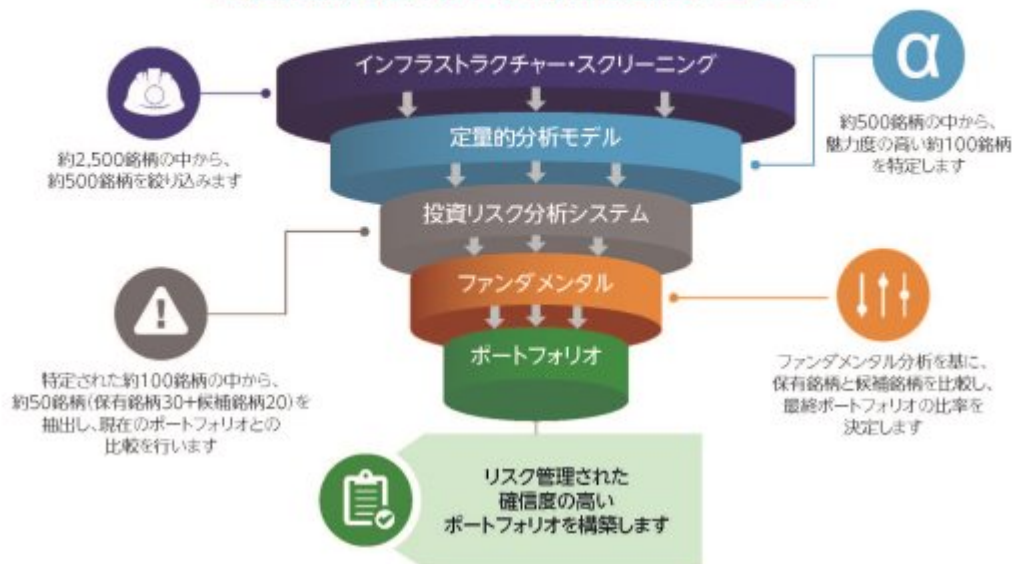 インフラストラクチャー・スクリーニング
定量的分析モデル
投資リスク分析システム
ファンダメンタル
ポートフォリオ
約2,500銘柄の中から、
約500銘柄を絞り込みます
α
約500銘柄の中から、
魅力度の高い約100銘柄
を特定します
特定された約100銘柄の中から、
約50銘柄(保有銘柄30+候補銘柄20)を
抽出し、現在のポートフォリオとの
比較を行います
ファンダメンタル分析を基に、
保有銘柄と候補銘柄を比較し、
最終ポートフォリオの比率を
決定します
リスク管理された
確信度の高い
ポートフォリオを構築します